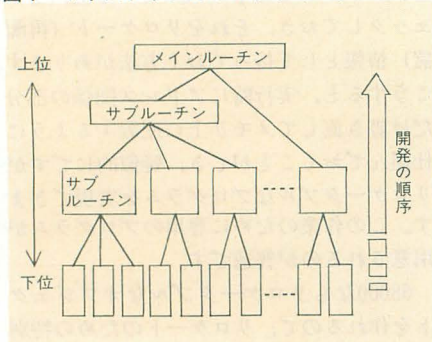 メインルーチン
上位
サブルーチン
開発の順序
サブ
ルーチン
下位